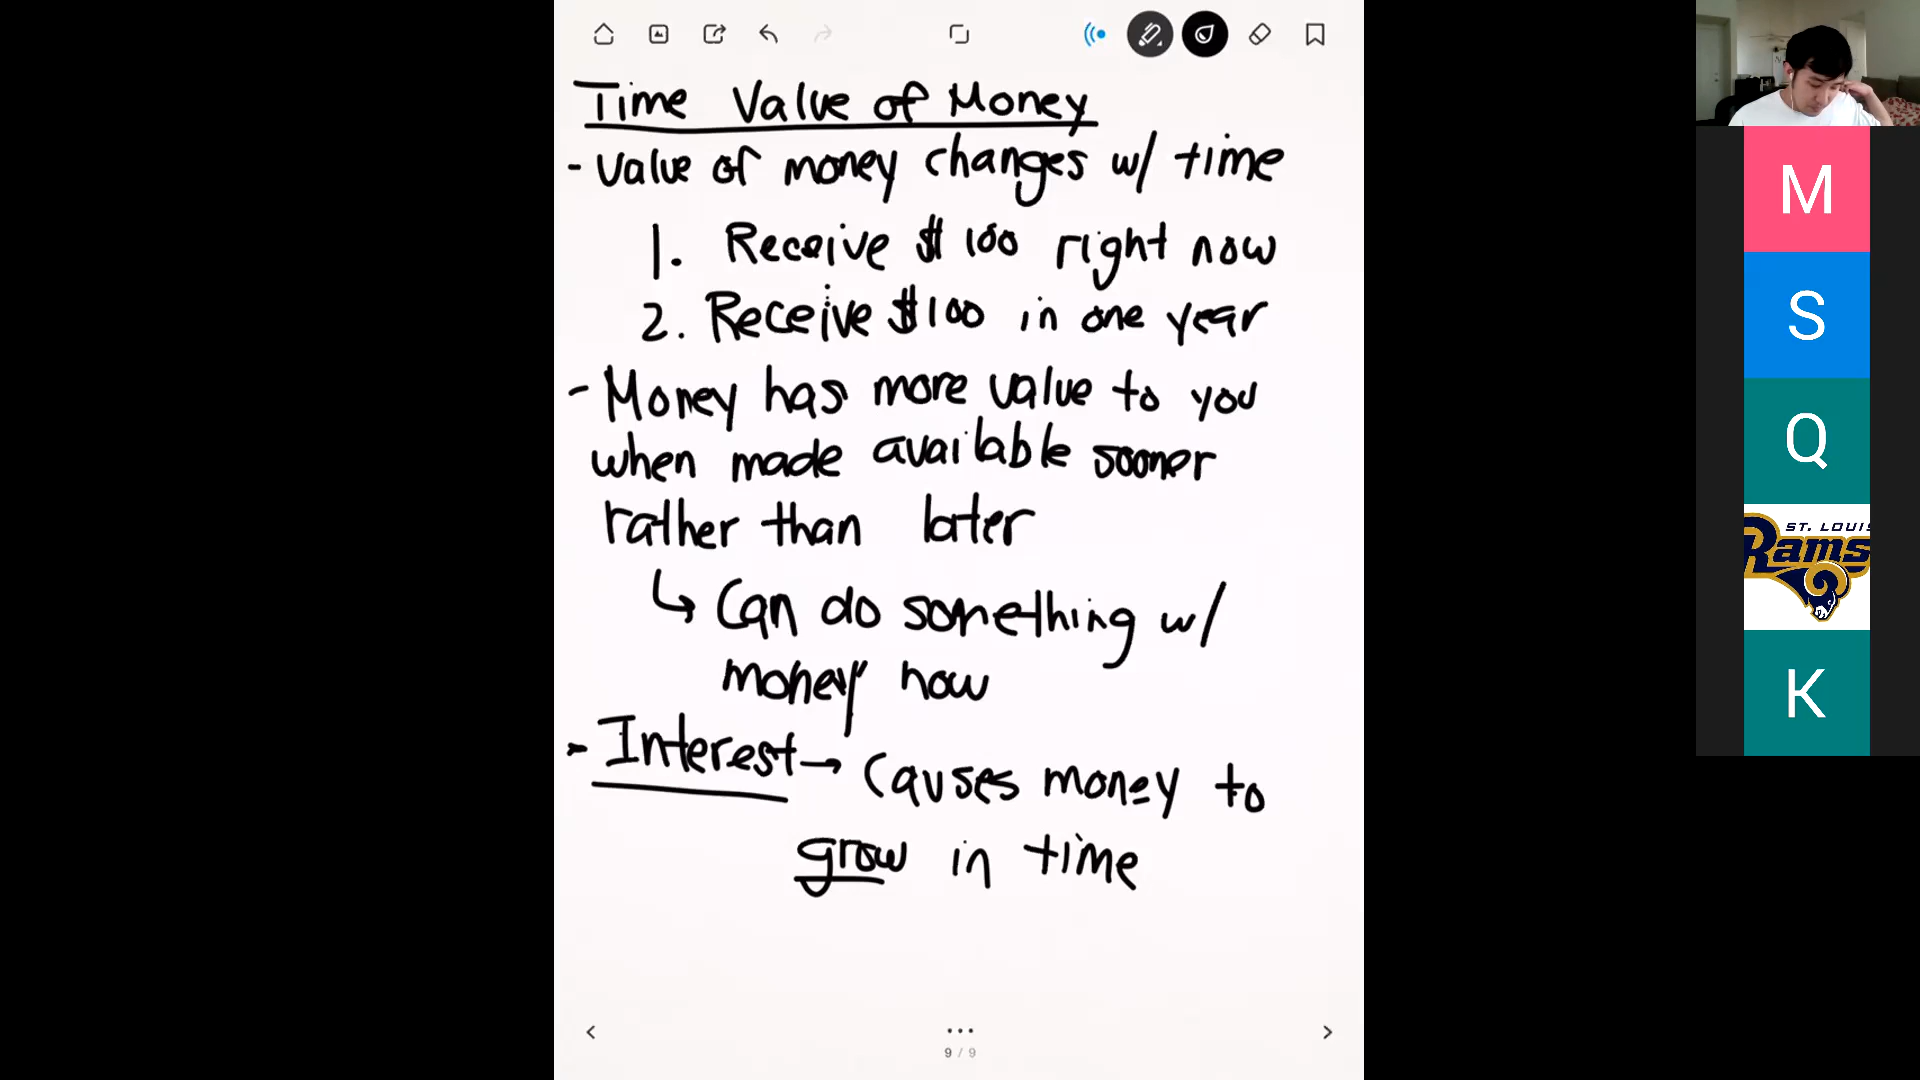 Time Value of Money
- Value of money changes w/ time
1. Receive $100 right now
2. Receive $100 in one year
- Money has more value to you
when made available sooner
rather than later
↳ Can do something w/
money now
- Interest → Causes money to
grow in time
9 / 9
M
S
Q
ST. LOUIS
Rams
K